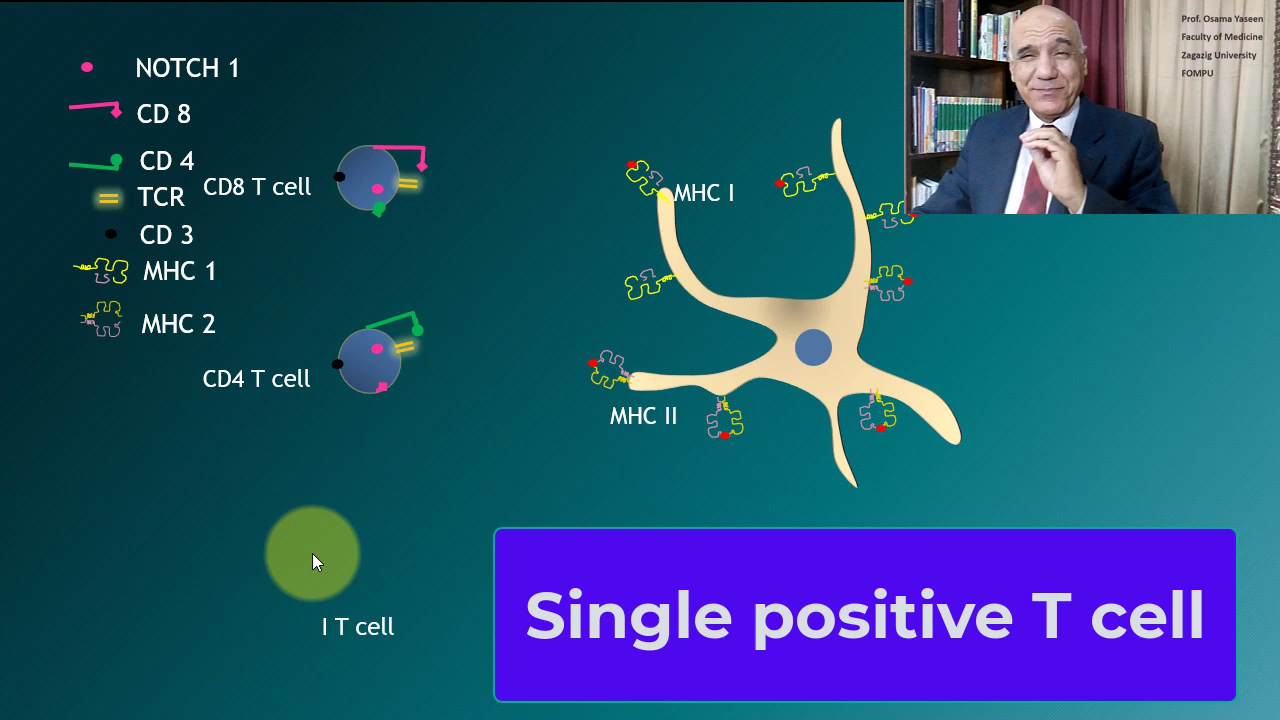 NOTCH 1
CD 8
CD 4
TCR
CD 3
MHC 1
MHC 2
CD8 T cell
CD4 T cell
I T cell
MHC I
MHC II
Single positive T cell
Prof. Osama Yaseen
Faculty of Medicine
Zagazig University
FOMPU